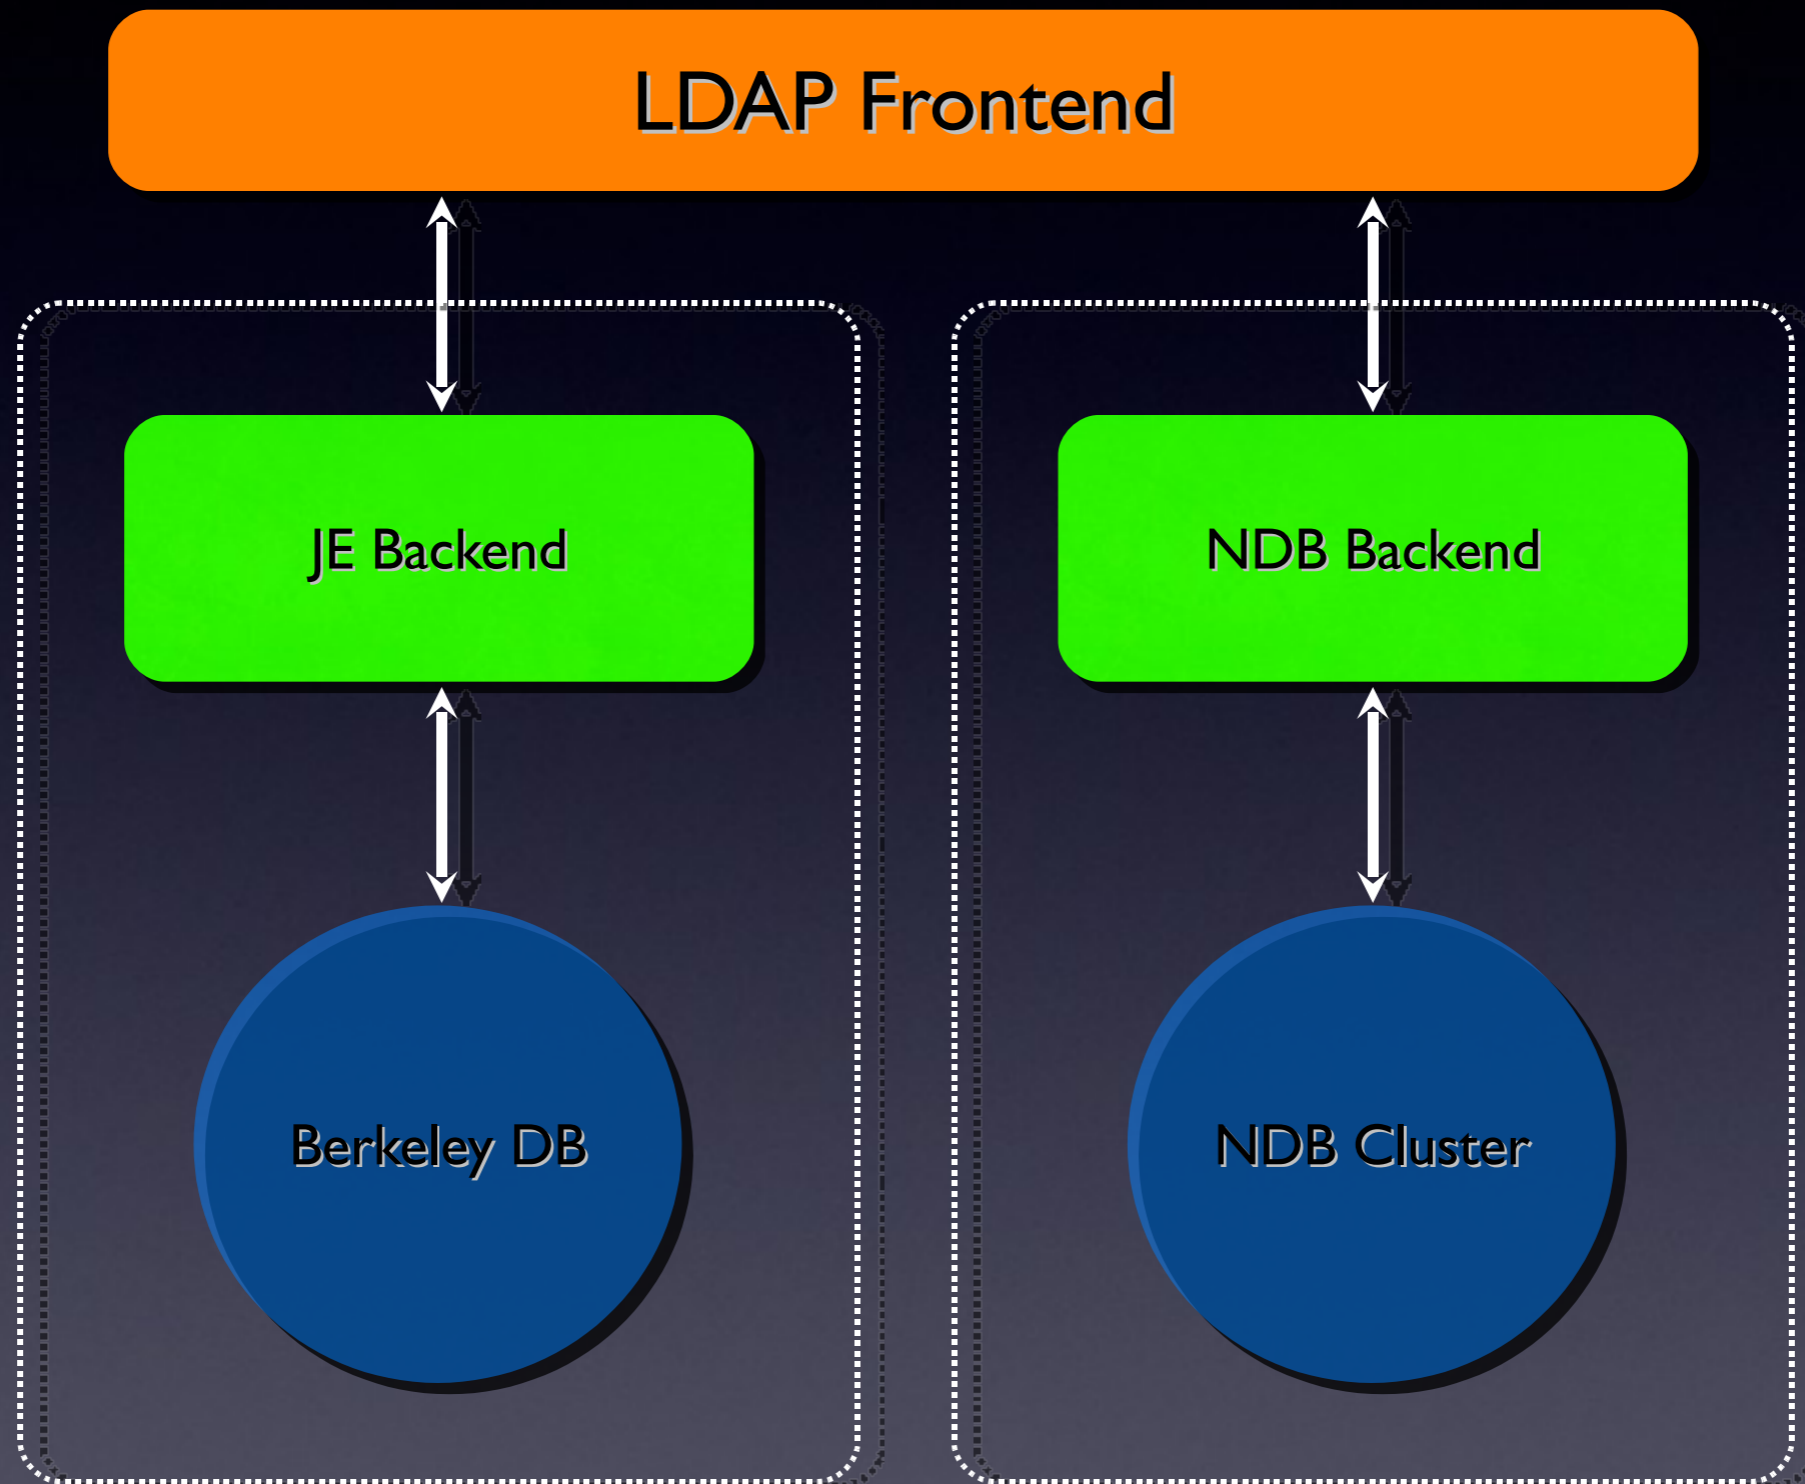 LDAP Frontend
JE Backend
NDB Backend
Berkeley DB
NDB Cluster